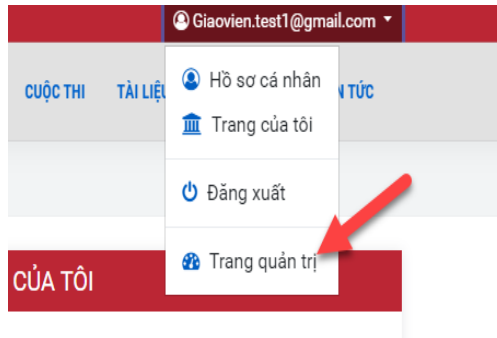 Giaovien.test1@gmail.com
CUỘC THI TÀI LIỆU N TỨC
Hồ sơ cá nhân
Trang của tôi
Đăng xuất
Trang quản trị
CỦA TÔI